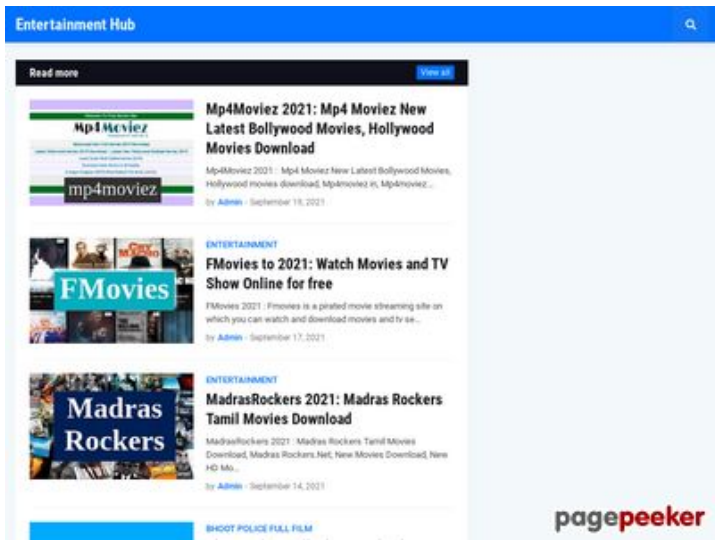 Entertainment Hub
Read more
View all
Mp4Moviez
mp4moviez
Mp4Moviez 2021: Mp4 Moviez New
Latest Bollywood Movies, Hollywood
Movies Download
Mp4Moviez 2021 : Mp4 Moviez New Latest Bollywood Movies,
Hollywood movies download, Mp4moviez in, Mp4moviez...
by Admin - September 19, 2021
CRY
MACHO
FMovies
ENTERTAINMENT
FMovies to 2021: Watch Movies and TV
Show Online for free
FMovies 2021 : Fmovies is a pirated movie streaming site on
which you can watch and download movies and tv se...
by Admin - September 17, 2021
Madras
Rockers
ENTERTAINMENT
MadrasRockers 2021: Madras Rockers
Tamil Movies Download
MadrasRockers 2021 : Madras Rockers Tamil Movies
Download, Madras Rockers.Net, New Movies Download, New
HD Mo...
by Admin - September 14, 2021
BHOOT POLICE FULL FILM
pagepeeker